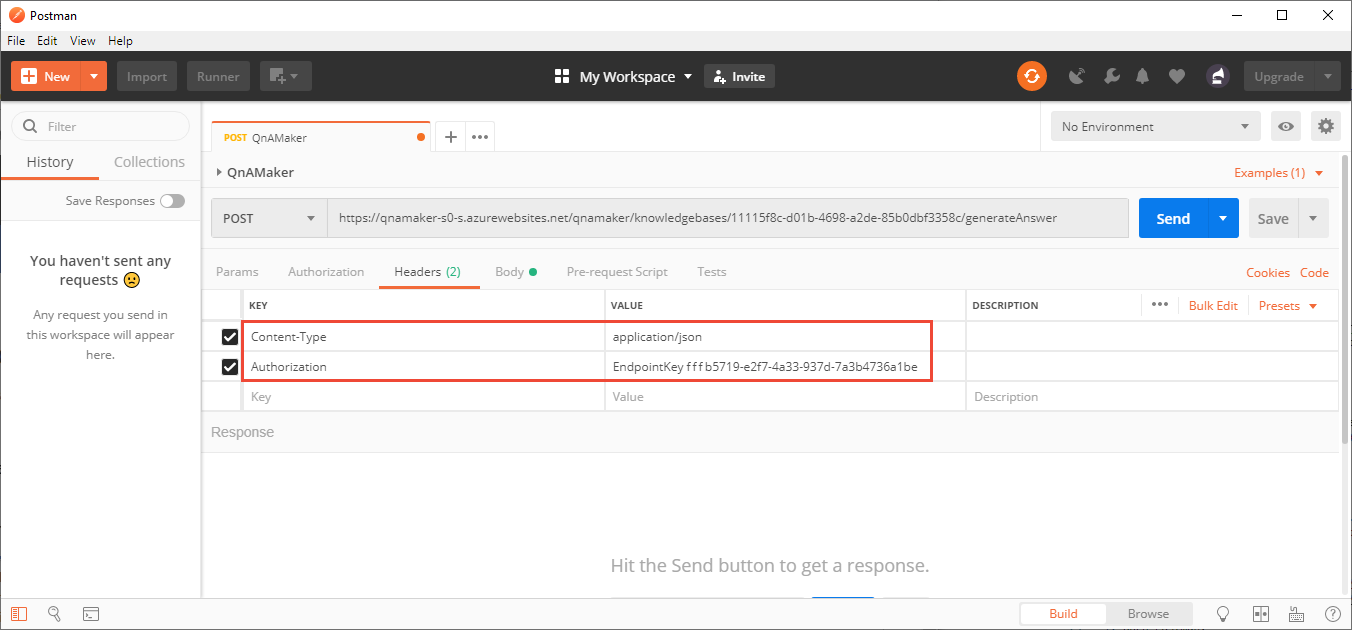 Postman
File Edit View Help
New Import Runner My Workspace Invite Upgrade
Filter
History Collections
Save Responses
You haven't sent any
requests
Any request you send in
this workspace will appear
here.
POST QnAMaker
No Environment
QnAMaker
Examples (1)
POST https://qnamaker-s0-s.azurewebsites.net/qnamaker/knowledgebases/11115f8c-d01b-4698-a2de-85b0dbf3358c/generateAnswer Send Save
Params Authorization Headers (2) Body Pre-request Script Tests Cookies Code
KEY VALUE DESCRIPTION Bulk Edit Presets
Content-Type application/json
Authorization EndpointKey fffb5719-e2f7-4a33-937d-7a3b4736a1be
Key Value Description
Response
Hit the Send button to get a response.
Build Browse